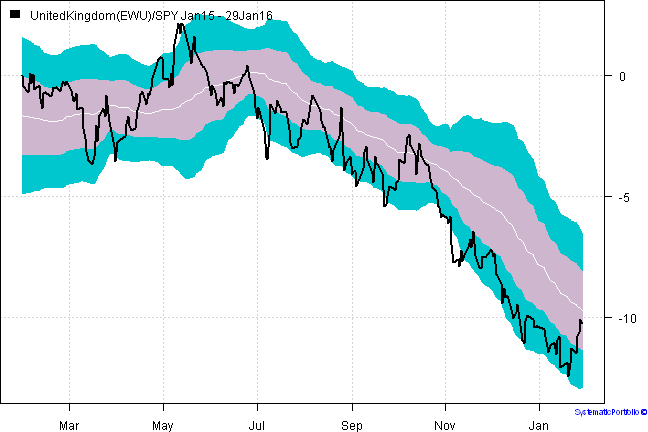 UnitedKingdom(EWU)/SPY Jan15 - 29Jan16
0
-5
-10
Mar May Jul Sep Nov Jan
SystematicPortfolio ©